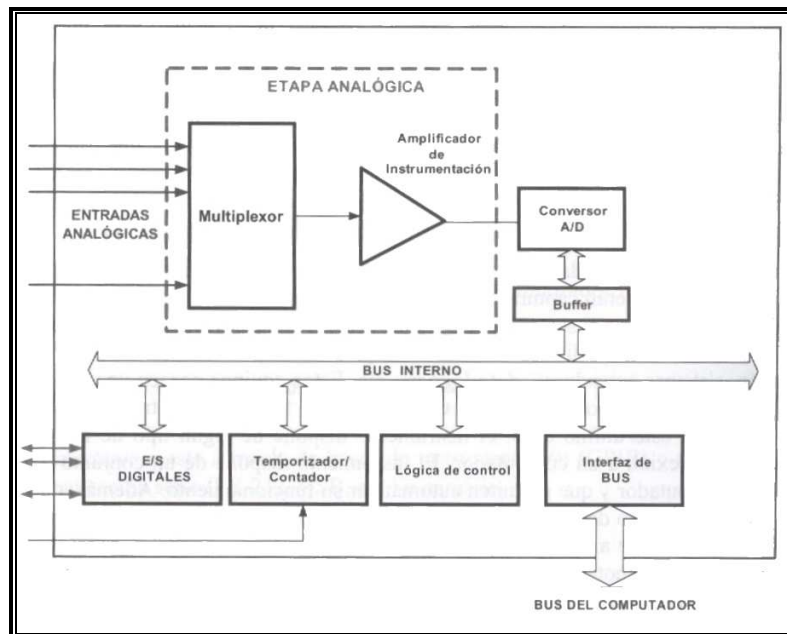 ETAPA ANALÓGICA
Amplificador
de
Instrumentación
ENTRADAS
ANALÓGICAS
Multiplexor
Conversor
A/D
Buffer
BUS INTERNO
E/S
DIGITALES
Temporizador/
Contador
Lógica de control
Interfaz de
BUS
BUS DEL COMPUTADOR